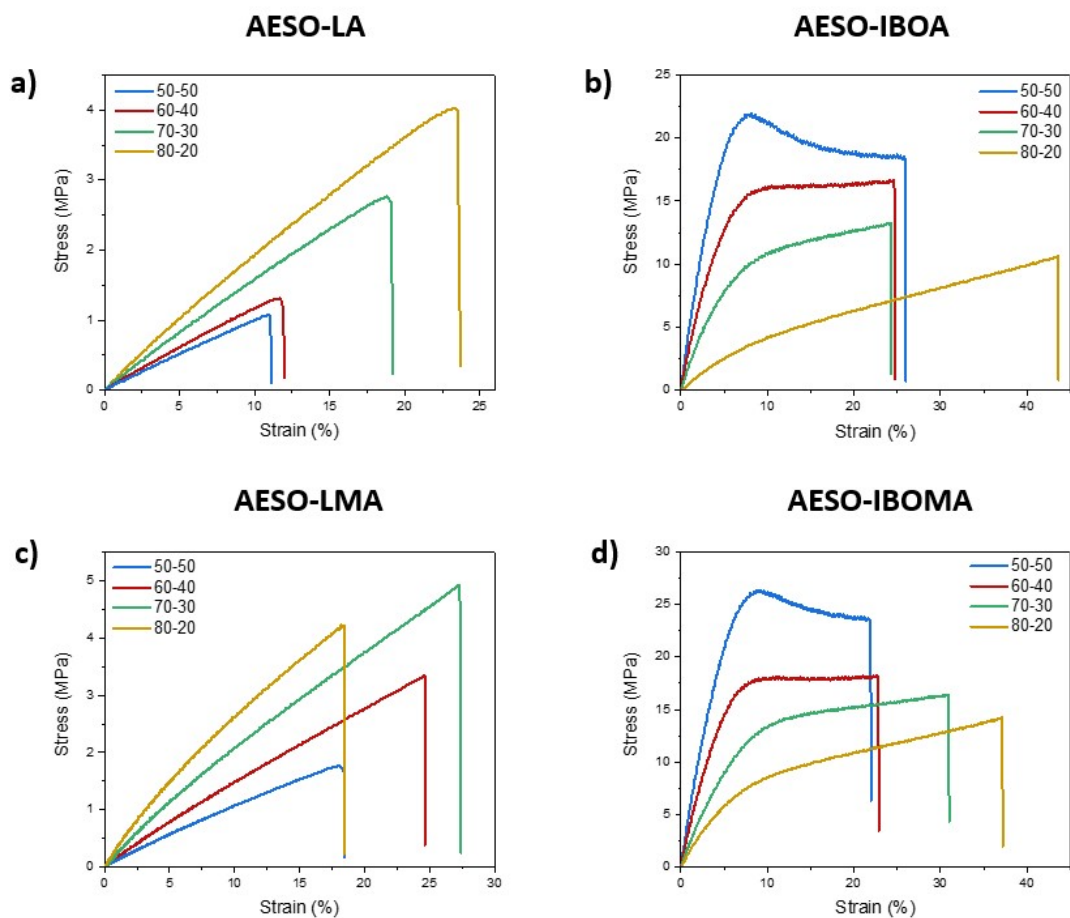 AESO-LA
a)
50-50
60-40
70-30
80-20
4
3
2
1
0
Stress (MPa)
0 5 10 15 20 25
Strain (%)
AESO-IBOA
b)
50-50
60-40
70-30
80-20
25
20
15
10
5
0
Stress (MPa)
0 10 20 30 40
Strain (%)
AESO-LMA
c)
50-50
60-40
70-30
80-20
5
4
3
2
1
0
Stress (MPa)
0 5 10 15 20 25 30
Strain (%)
AESO-IBOMA
d)
50-50
60-40
70-30
80-20
30
25
20
15
10
5
0
Stress (MPa)
0 10 20 30 40
Strain (%)